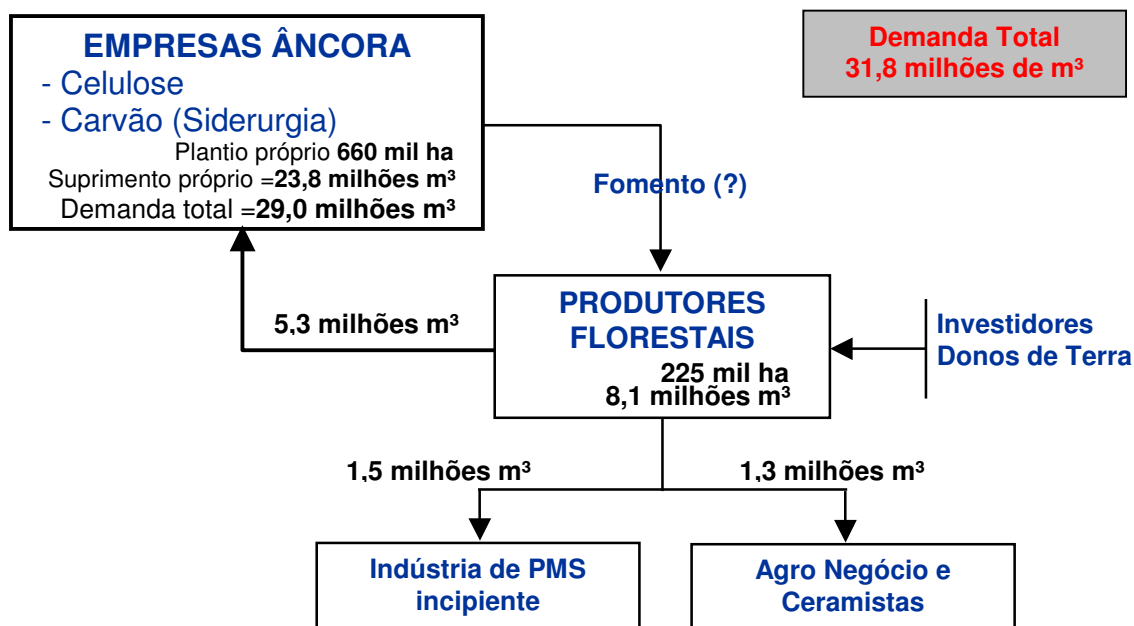 EMPRESAS ÂNCORA
- Celulose
- Carvão (Siderurgia)
Plantio próprio 660 mil ha
Suprimento próprio =23,8 milhões m³
Demanda total =29,0 milhões m³
Demanda Total
31,8 milhões de m³
Fomento (?)
5,3 milhões m³
PRODUTORES
FLORESTAIS
225 mil ha
8,1 milhões m³
Investidores
Donos de Terra
1,5 milhões m³
1,3 milhões m³
Indústria de PMS
incipiente
Agro Negócio e
Ceramistas